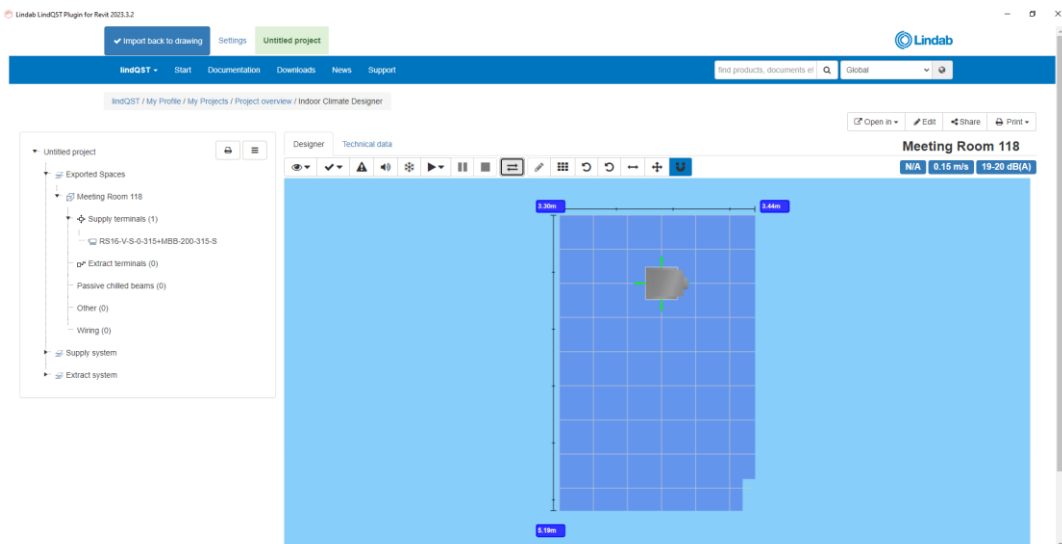 Lindab LindQST Plugin for Revit 2023.3.2
Import back to drawing Settings Untitled project
Lindab
lindQST Start Documentation Downloads News Support
find products, documents et Global
lindQST / My Profile / My Projects / Project overview / Indoor Climate Designer
Open in Edit Share Print
Untitled project
Exported Spaces
Meeting Room 118
Supply terminals (1)
RS16-V-S-0-315+MBB-200-315-S
Extract terminals (0)
Passive chilled beams (0)
Other (0)
Wiring (0)
Supply system
Extract system
Designer Technical data
Meeting Room 118
N/A 0.15 m/s 19-20 dB(A)
3.30m 3.44m
5.19m